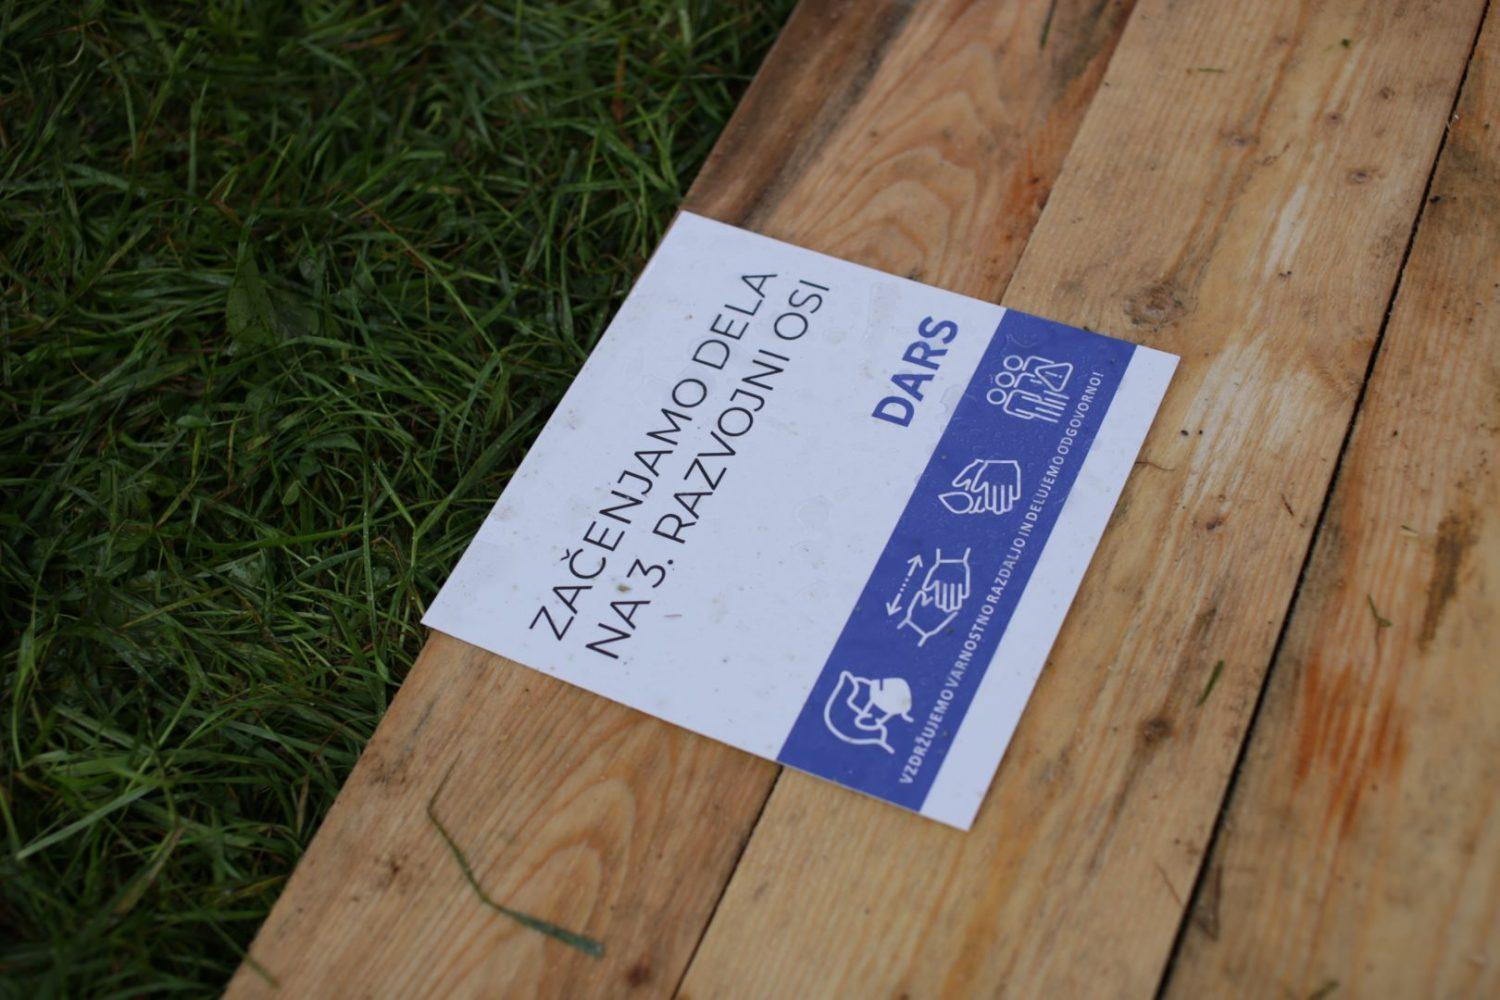 ZAČENJAMO DELA
NA 3. RAZVOJNI OSI
DARS
VZDRŽUJEMO VARNOSTNO RAZDALJO IN DELUJEMO ODGOVORNO!